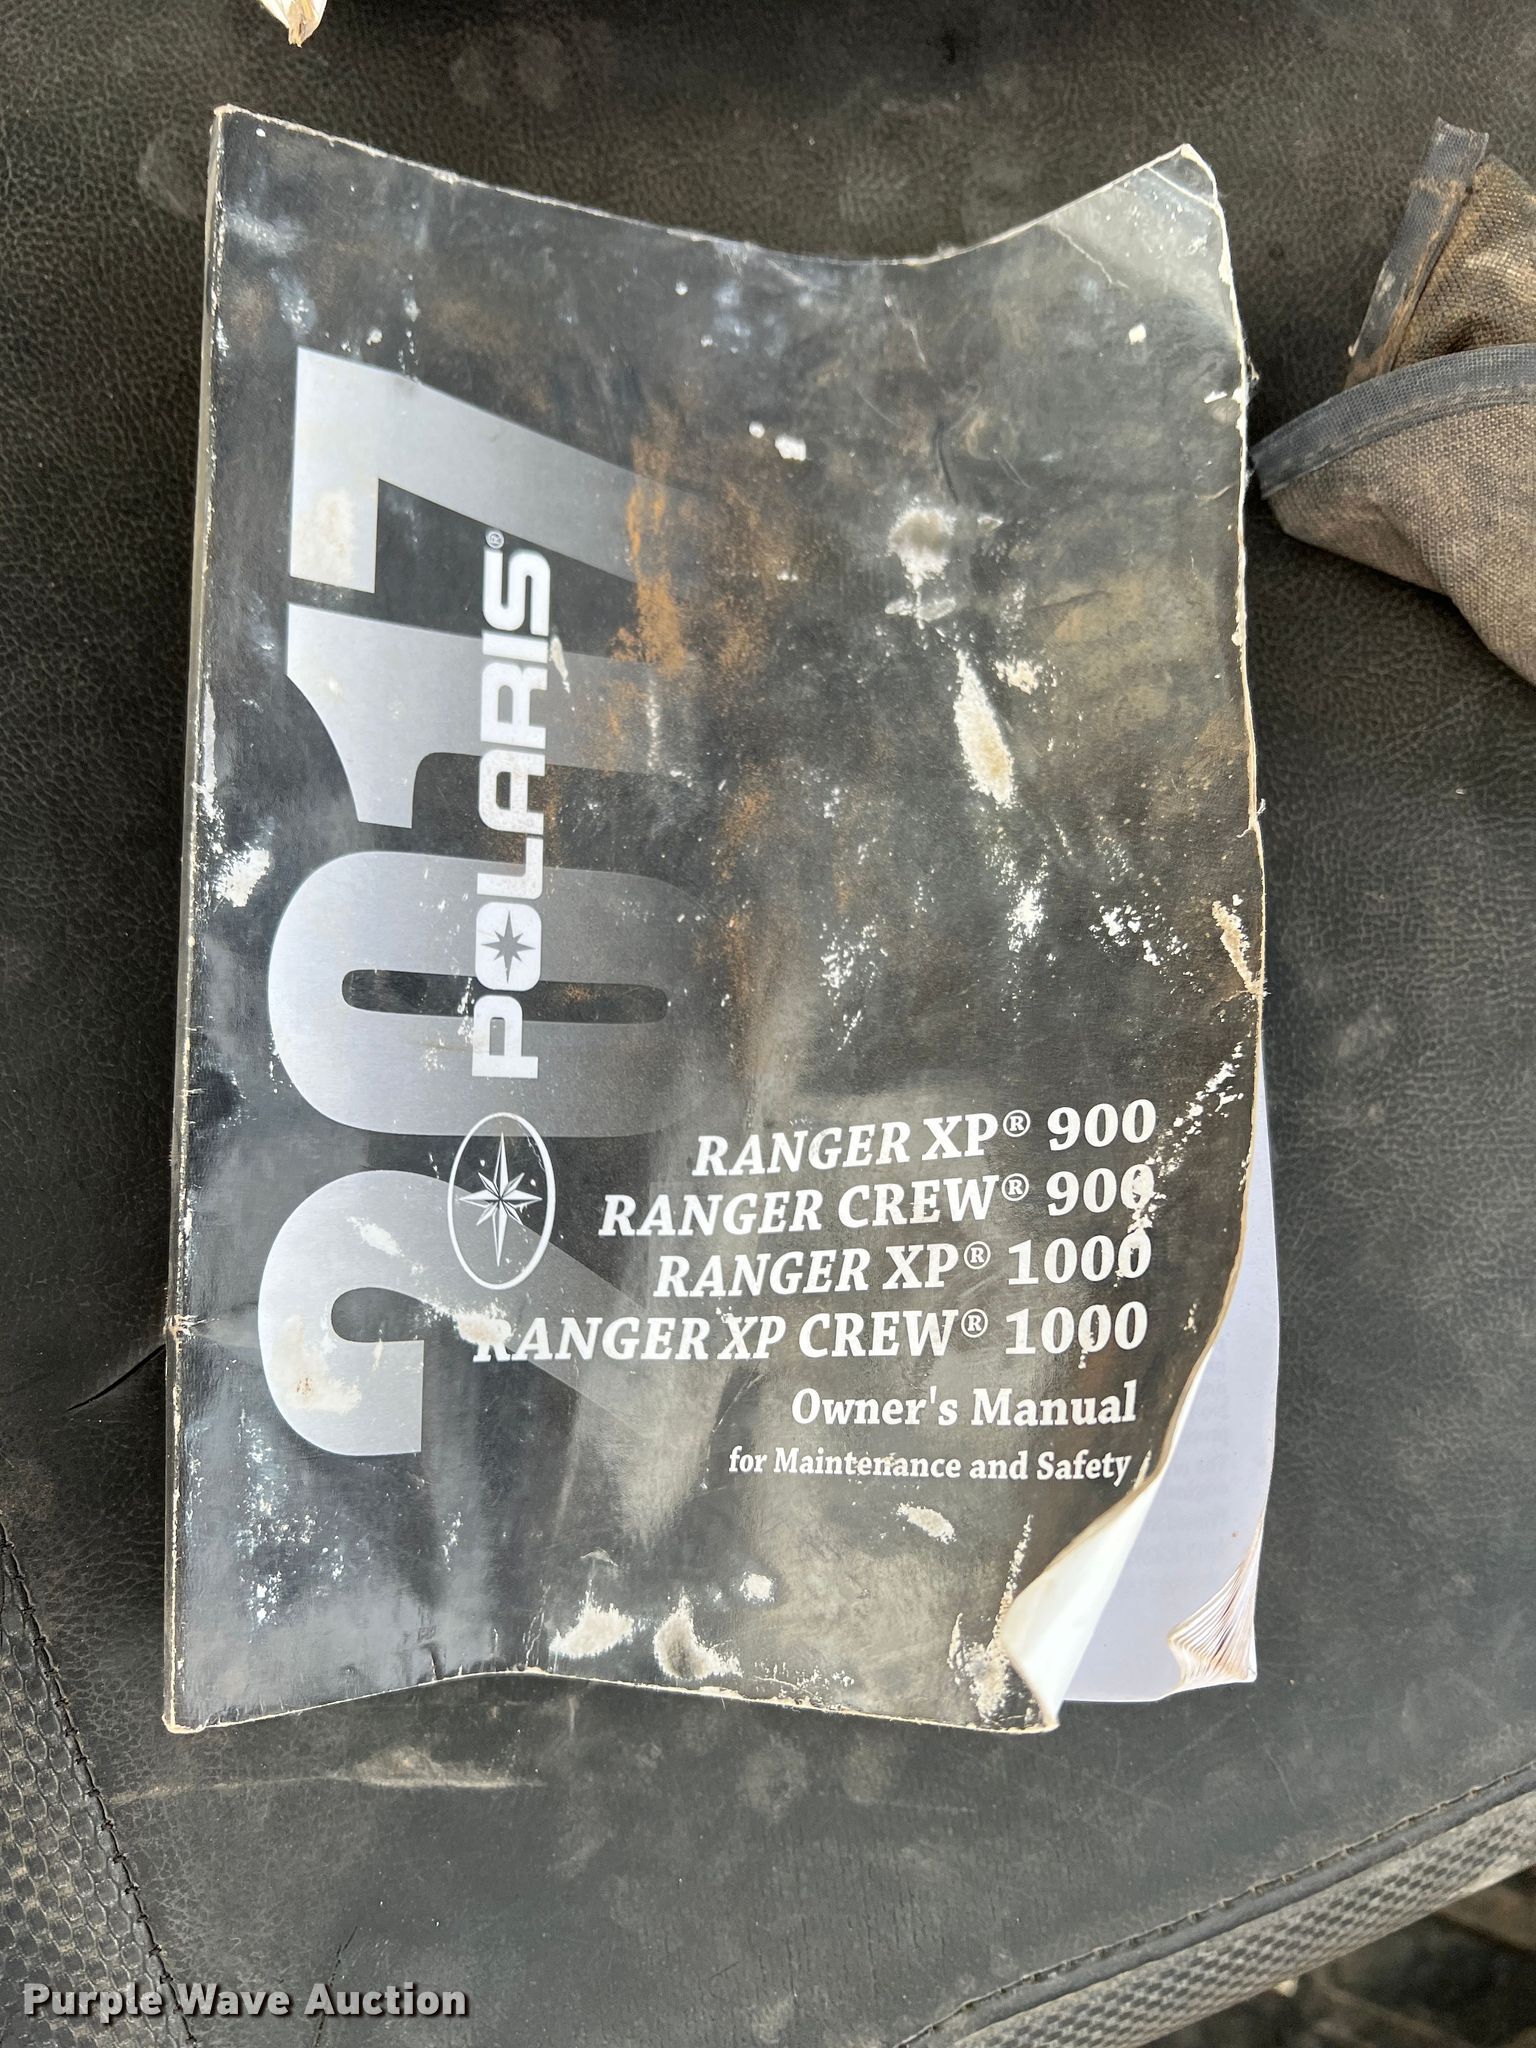 2017
POLARIS®
RANGER XP® 900
RANGER CREW® 900
RANGER XP® 1000
RANGER XP CREW® 1000
Owner's Manual
for Maintenance and Safety
Purple Wave Auction